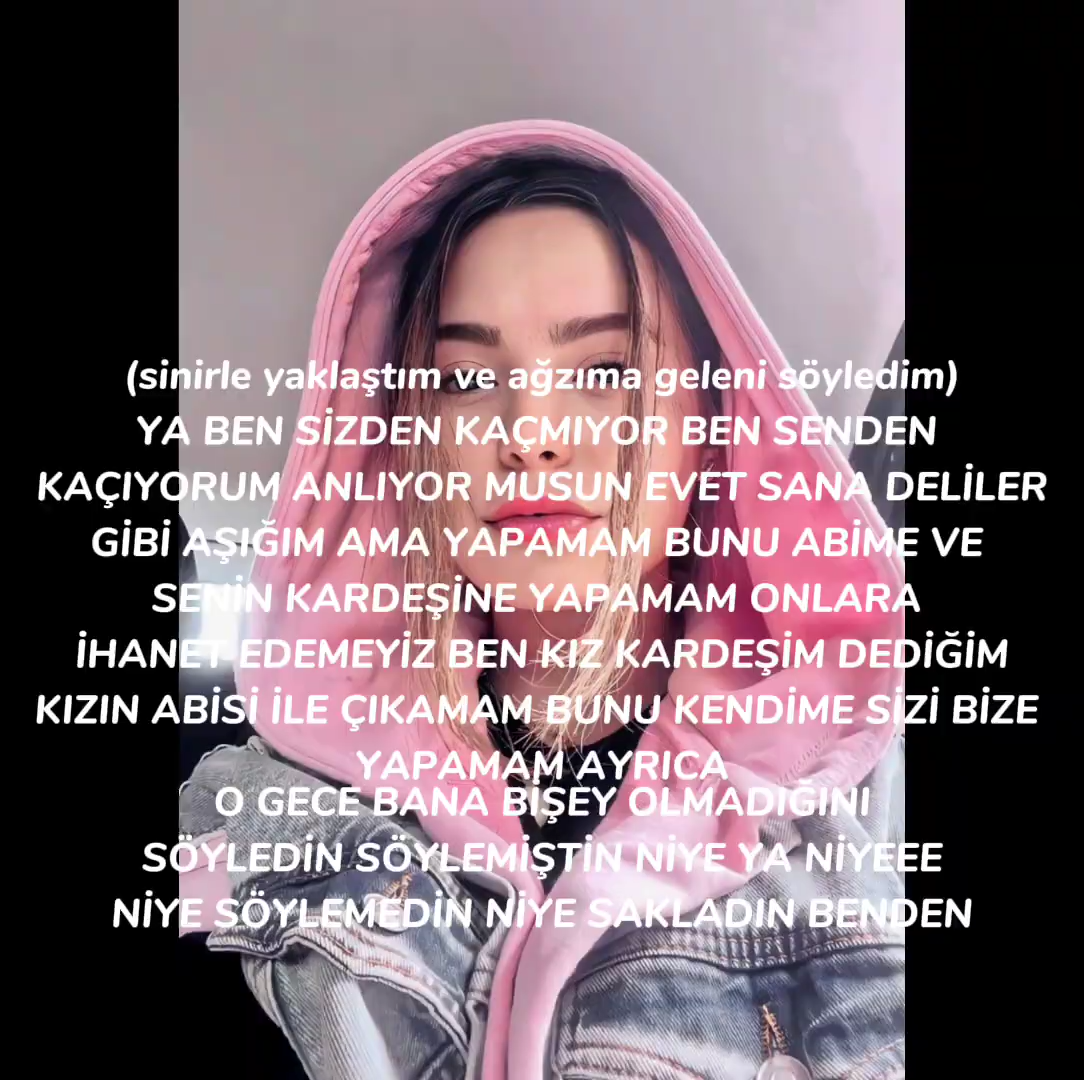 (sinirle yaklaştım ve ağzıma geleni söyledim)
YA BEN SİZDEN KAÇMIYOR BEN SENDEN
KAÇIYORUM ANLIYOR MUSUN EVET SANA DELİLER
GİBİ AŞIĞIM AMA YAPAMAM BUNU ABİME VE
SENİN KARDEŞİNE YAPAMAM ONLARA
İHANET EDEMEYİZ BEN KIZ KARDEŞİM DEDİĞİM
KIZIN ABİSİ İLE ÇIKAMAM BUNU KENDİME SİZİ BİZE
YAPAMAM AYRICA
O GECE BANA BİŞEY OLMADIĞINI
SÖYLEDİN SÖYLEMİŞTİN NİYE YA NİYEEE
NİYE SÖYLEMEDİN NİYE SAKLADIN BENDEN